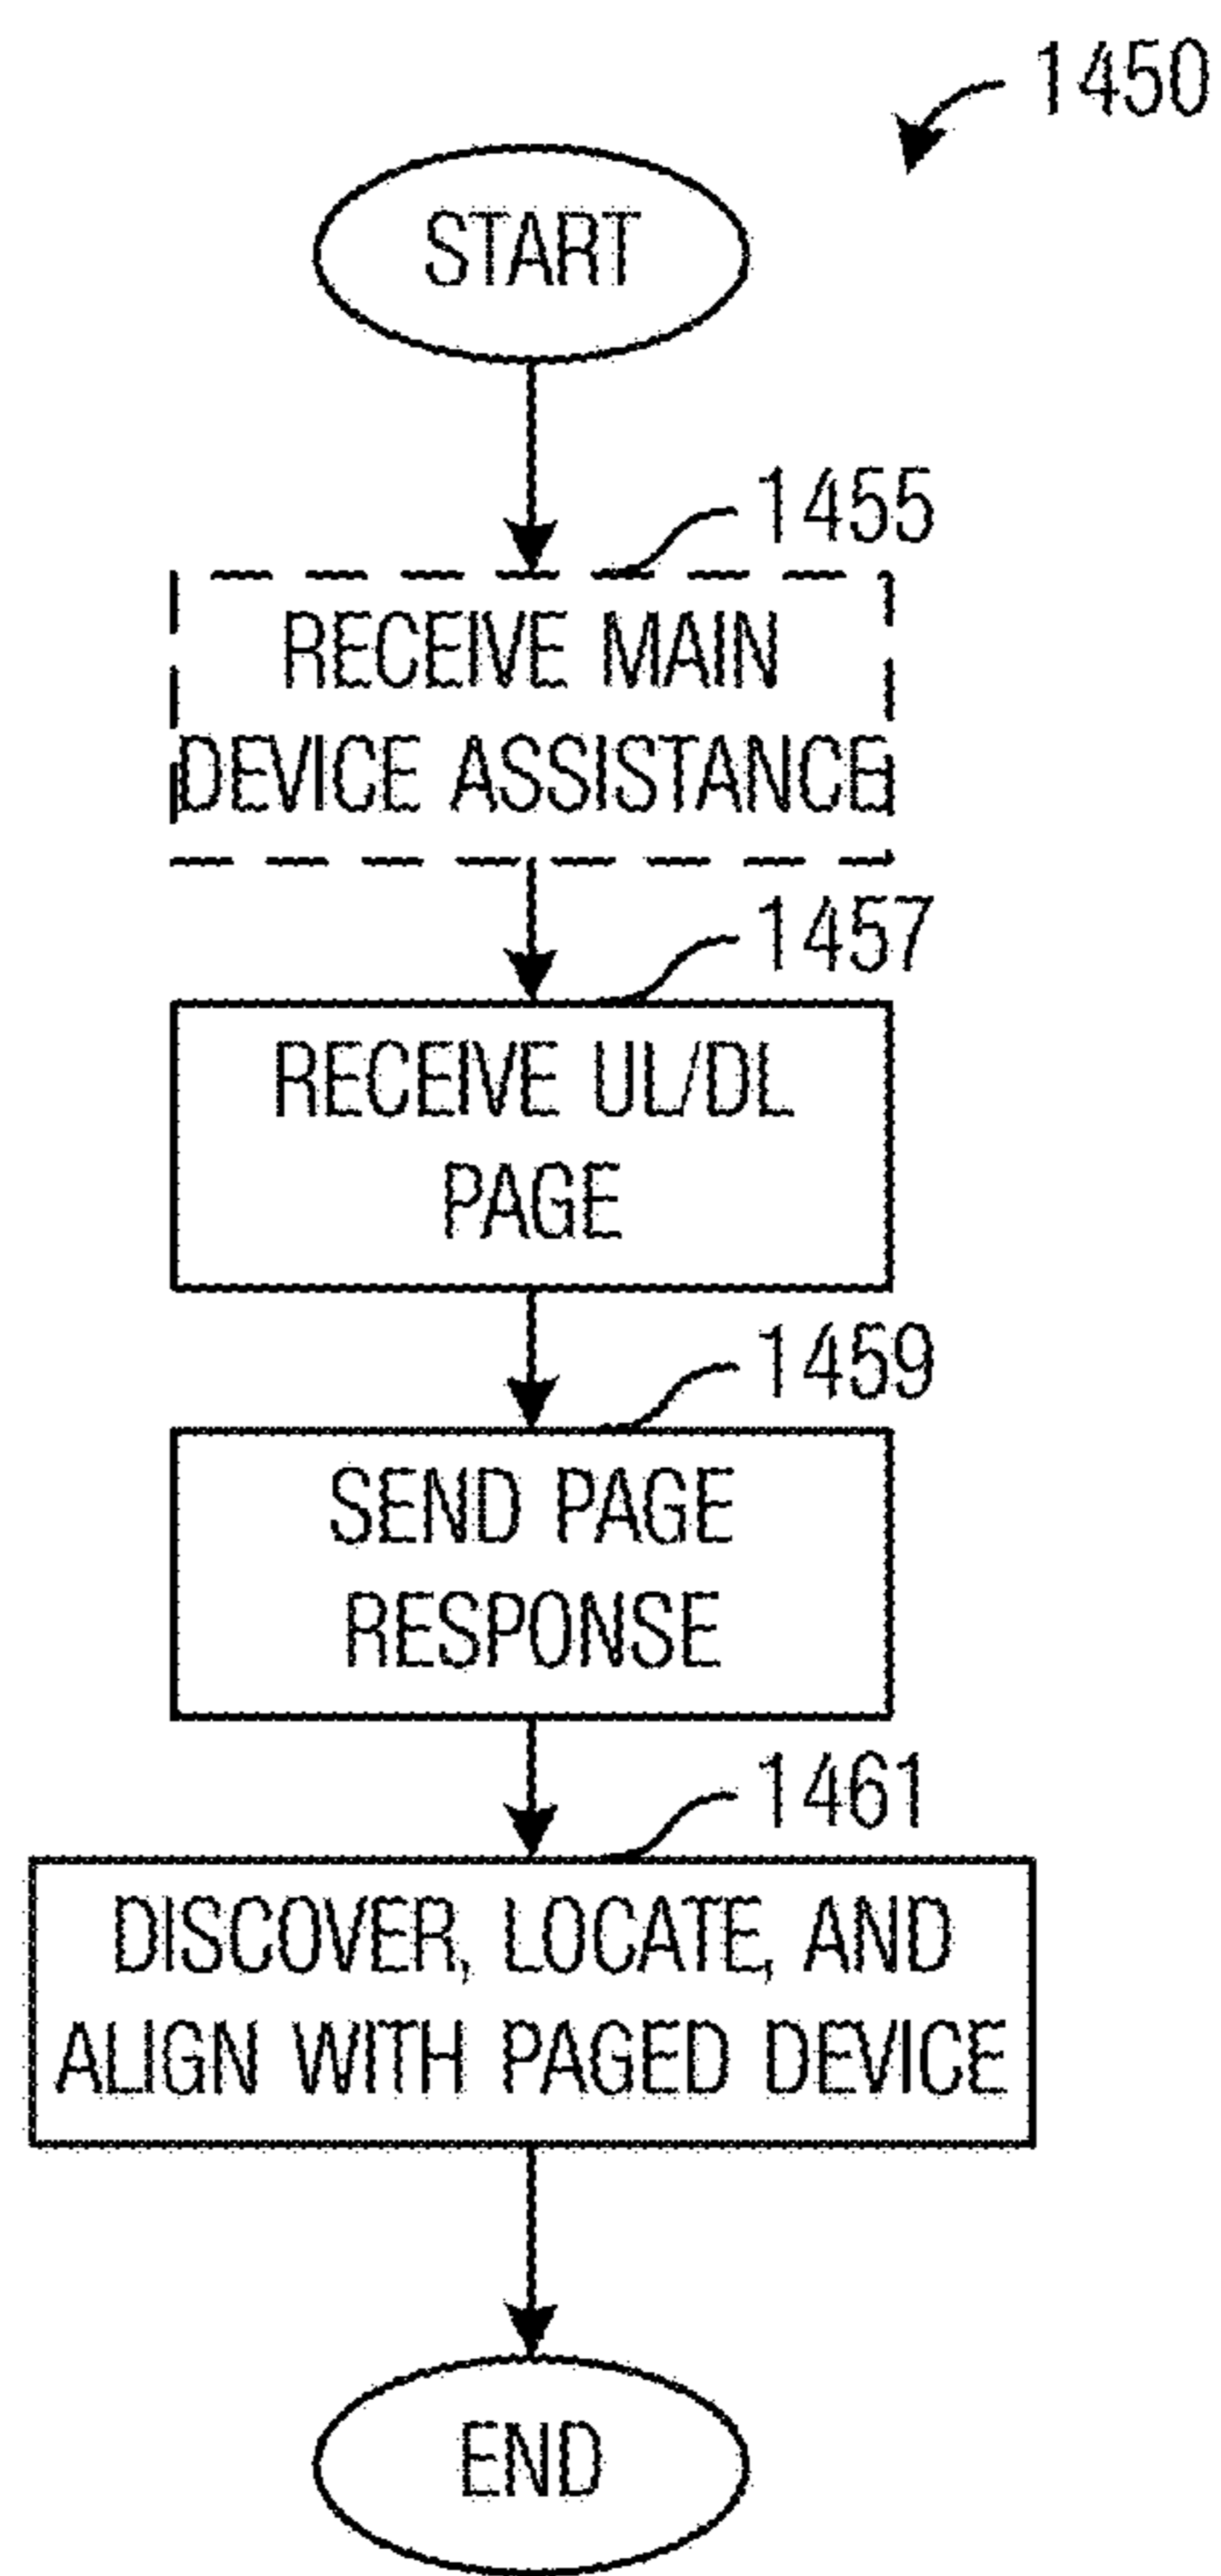 1450
START
1455
RECEIVE MAIN
DEVICE ASSISTANCE
1457
RECEIVE UL/DL
PAGE
1459
SEND PAGE
RESPONSE
1461
DISCOVER, LOCATE, AND
ALIGN WITH PAGED DEVICE
END